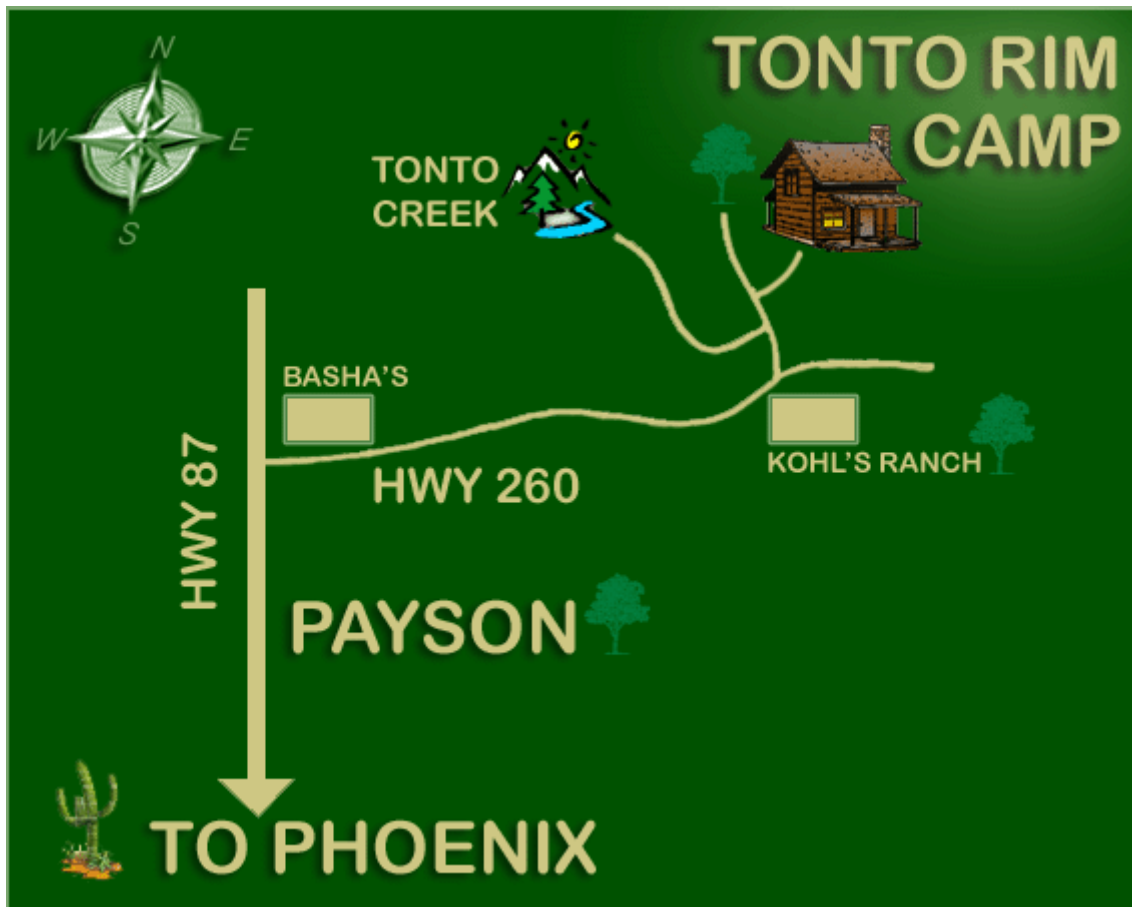 N
W
E
S
TONTO RIM
CAMP
TONTO
CREEK
BASHA'S
HWY 87
HWY 260
KOHL'S RANCH
PAYSON
TO PHOENIX